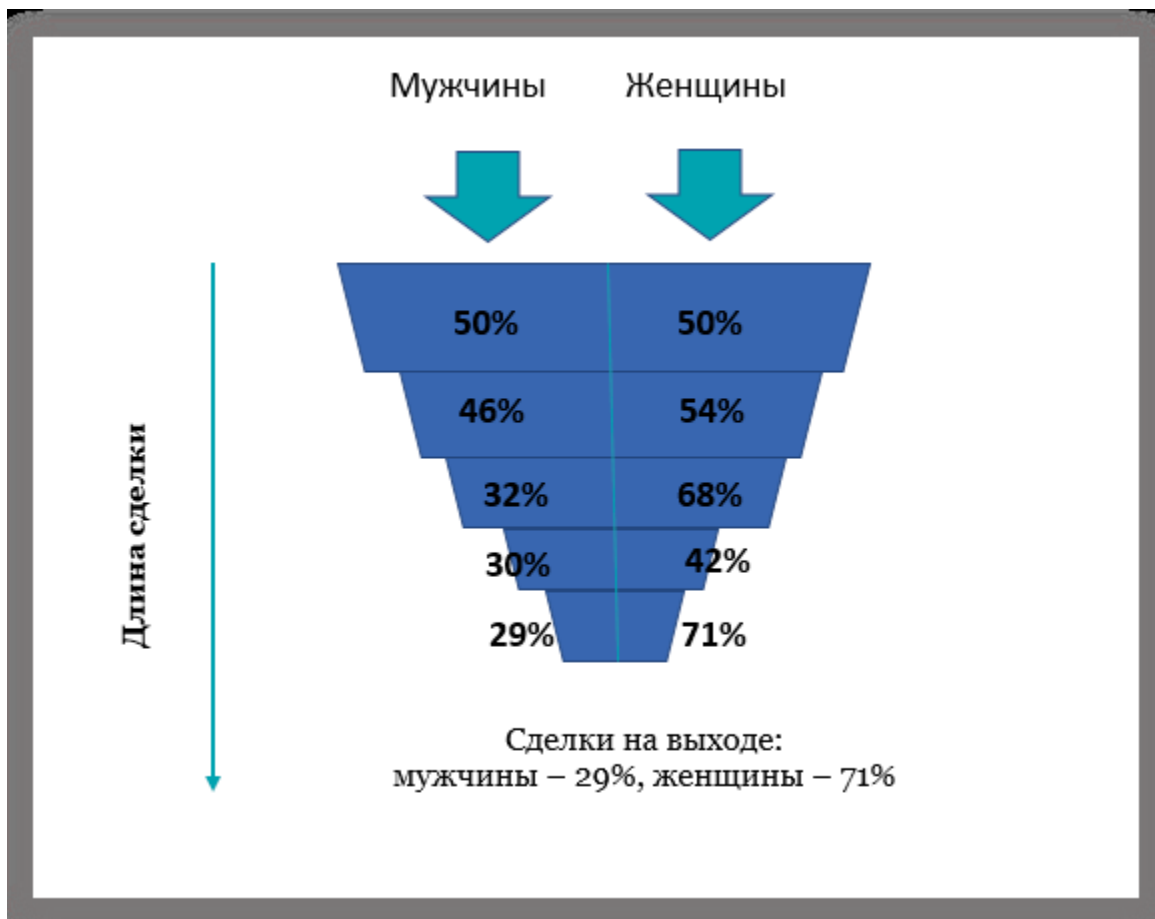 Мужчины Женщины
50% 50%
46% 54%
32% 68%
30% 42%
29% 71%
Длина сделки
Сделки на выходе:
мужчины – 29%, женщины – 71%